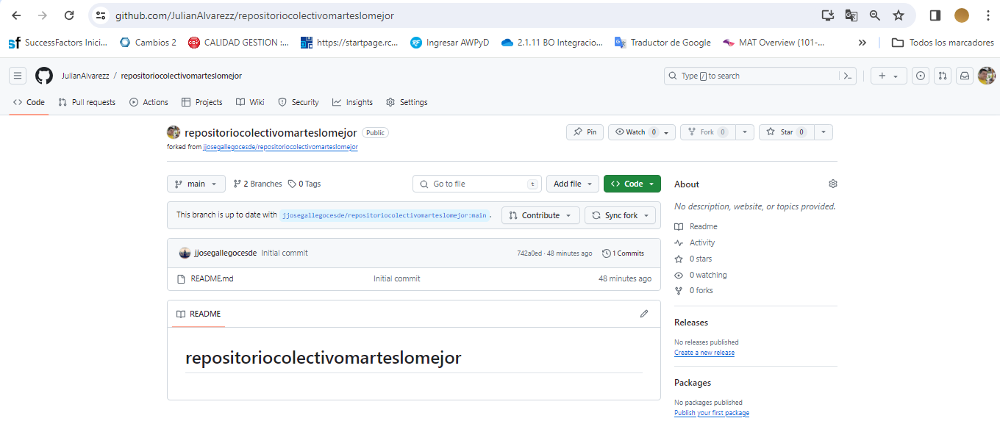 github.com/JulianAlvarezz/repositoriocolectivomarteslomejor
SuccessFactors Inici... Cambios 2 CALIDAD GESTION :... https://startpage.rc... Ingresar AWPyD 2.1.11 BO Integracio... Traductor de Google MAT Overview (101-... » Todos los marcadores
JulianAlvarezz / repositoriocolectivomarteslomejor Type / to search
Code Pull requests Actions Projects Wiki Security Insights Settings
repositoriocolectivomarteslomejor Public Pin Watch 0 Fork 0 Star 0
forked from jjosegallegocesde/repositoriocolectivomarteslomejor
main 2 Branches 0 Tags Go to file t Add file Code
This branch is up to date with jjosegallegocesde/repositoriocolectivomarteslomejor:main . Contribute Sync fork
jjosegallegocesde Initial commit 742a0ed · 48 minutes ago 1 Commits
README.md Initial commit 48 minutes ago
README
repositoriocolectivomarteslomejor
About
No description, website, or topics provided.
Readme
Activity
0 stars
0 watching
0 forks
Releases
No releases published
Create a new release
Packages
No packages published
Publish your first package